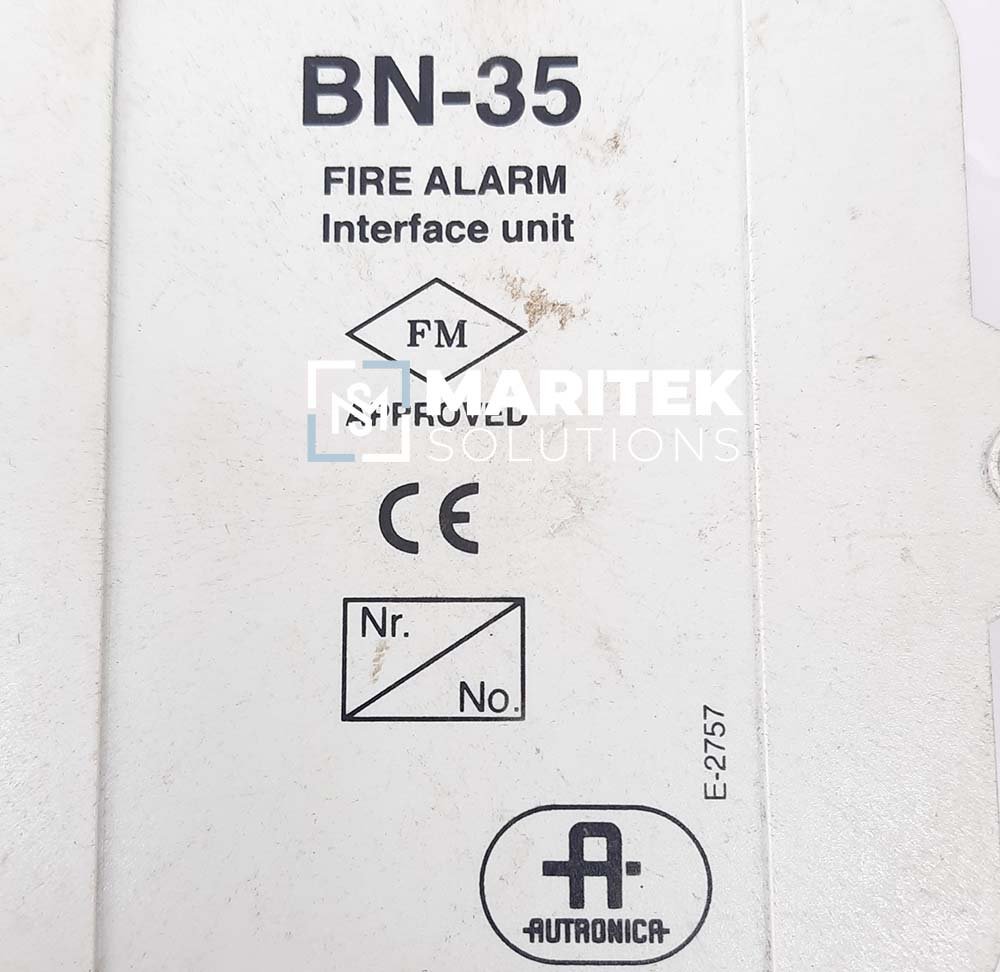 BN-35
FIRE ALARM
Interface unit
FM
APPROVED
MARITEK
SOLUTIONS
CE
Nr.
No.
E-2757
AUTRONICA